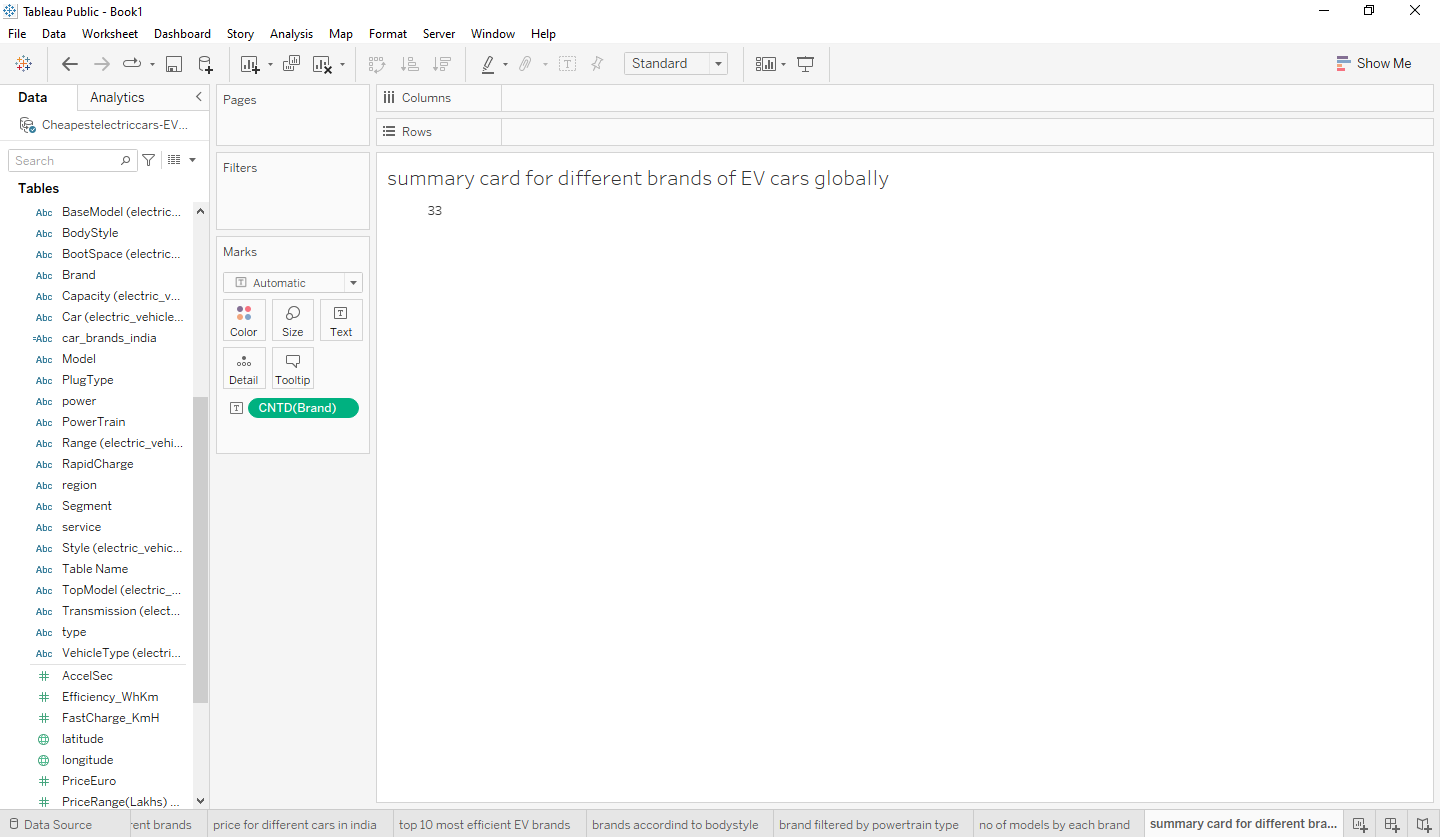 Tableau Public - Book1
File Data Worksheet Dashboard Story Analysis Map Format Server Window Help
Standard
Show Me
Data Analytics
Cheapestelectriccars-EV...
Search
Tables
Abc BaseModel (electric...
Abc BodyStyle
Abc BootSpace (electric...
Abc Brand
Abc Capacity (electric_v...
Abc Car (electric_vehicle...
=Abc car_brands_india
Abc Model
Abc PlugType
Abc power
Abc PowerTrain
Abc Range (electric_vehi...
Abc RapidCharge
Abc region
Abc Segment
Abc service
Abc Style (electric_vehic...
Abc Table Name
Abc TopModel (electric_...
Abc Transmission (elect...
Abc type
Abc VehicleType (electri...
# AccelSec
# Efficiency_WhKm
# FastCharge_KmH
latitude
longitude
# PriceEuro
# PriceRange(Lakhs) ...
Pages
Filters
Marks
T Automatic
Color Size T Text
Detail Tooltip
T CNTD(Brand)
Columns
Rows
summary card for different brands of EV cars globally
33
Data Source rent brands price for different cars in india top 10 most efficient EV brands brands accordind to bodystyle brand filtered by powertrain type no of models by each brand summary card for different bra...